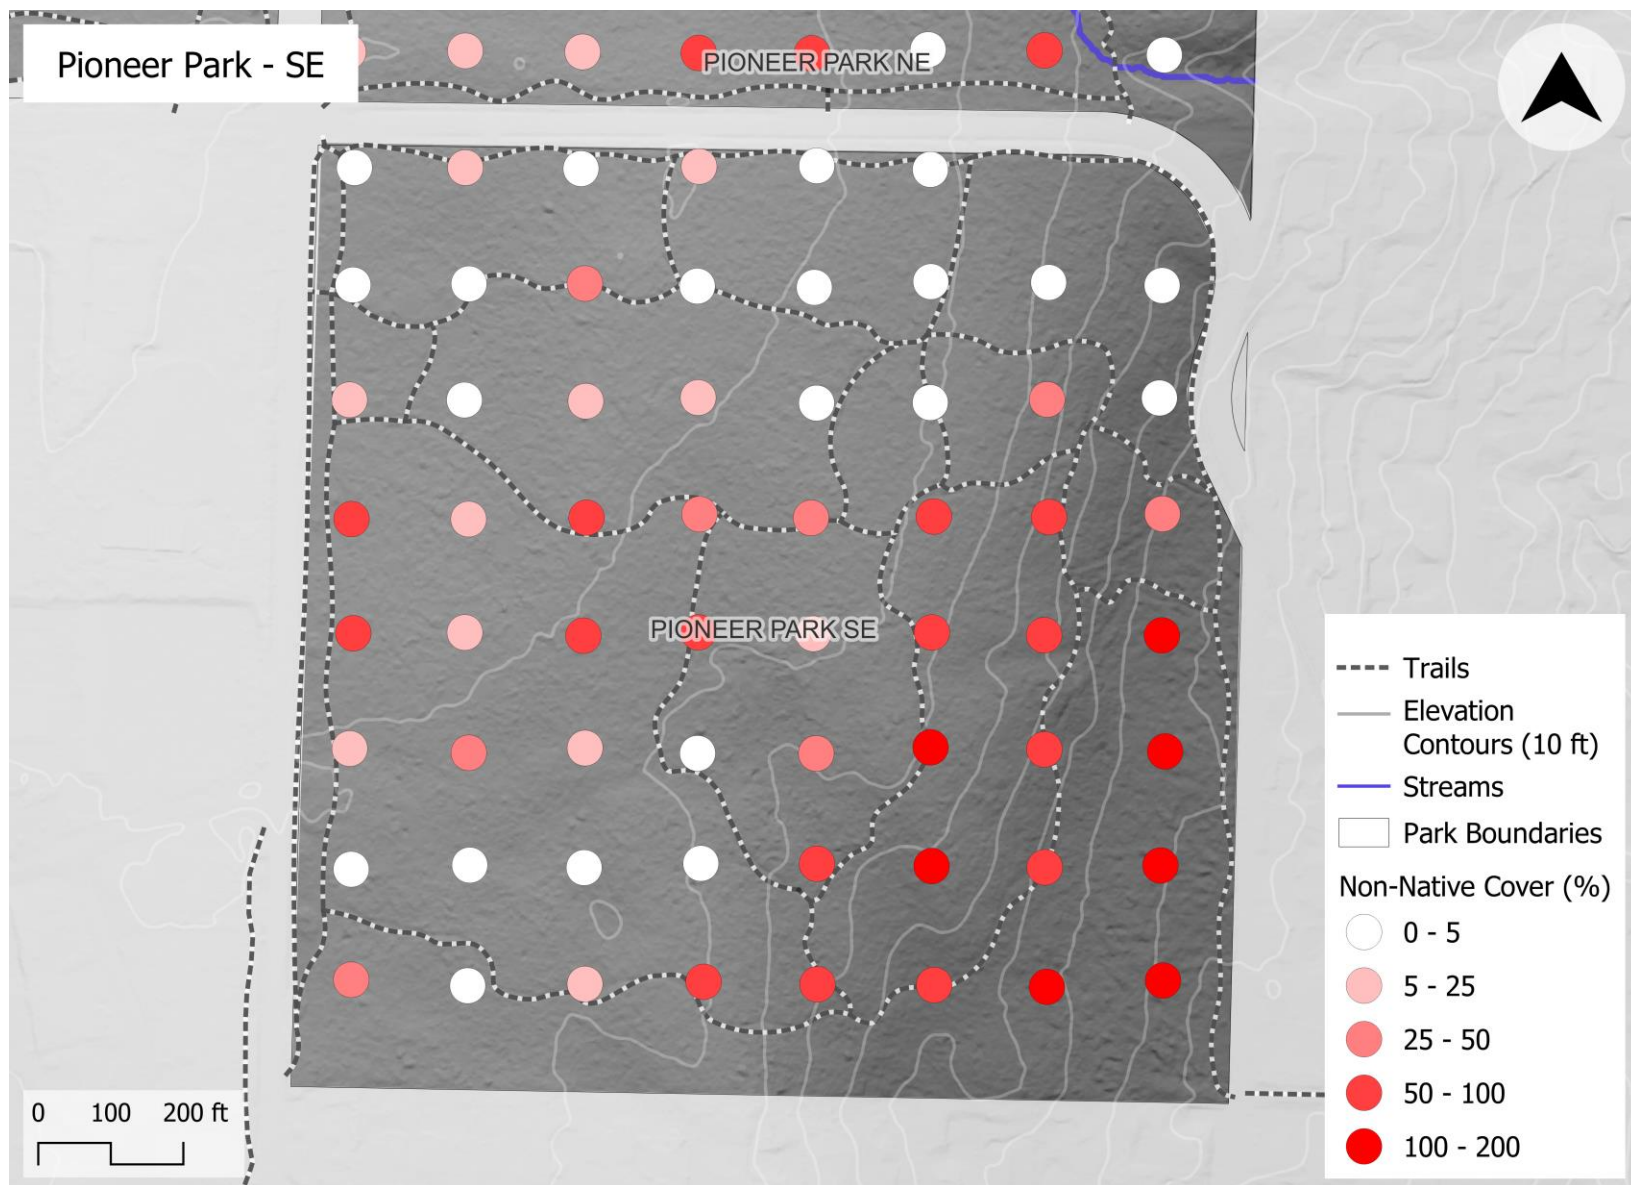 Pioneer Park - SE
PIONEER PARK NE
PIONEER PARK SE
Trails
Elevation
Contours (10 ft)
Streams
Park Boundaries
Non-Native Cover (%)
0 - 5
5 - 25
25 - 50
50 - 100
100 - 200
0 100 200 ft